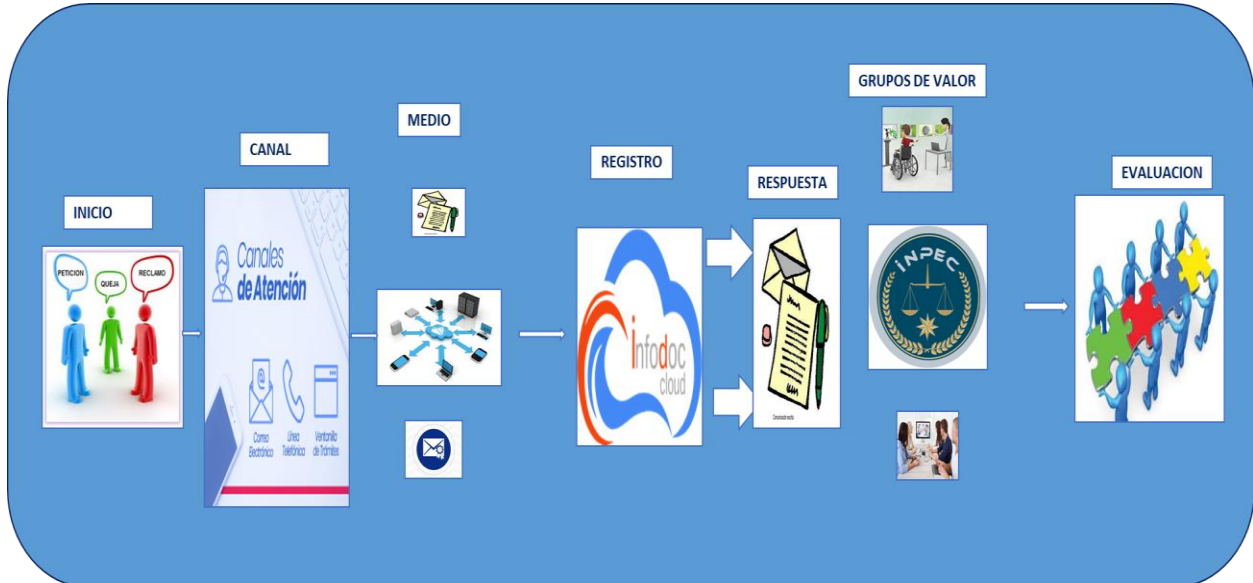 INICIO
PETICION
QUEJA
RECLAMO
CANAL
Canales
de Atención
Correo
Electrónico
Línea
Telefónica
Ventanilla
de Trámites
MEDIO
REGISTRO
infodoc
cloud
RESPUESTA
GRUPOS DE VALOR
INPEC
EVALUACION